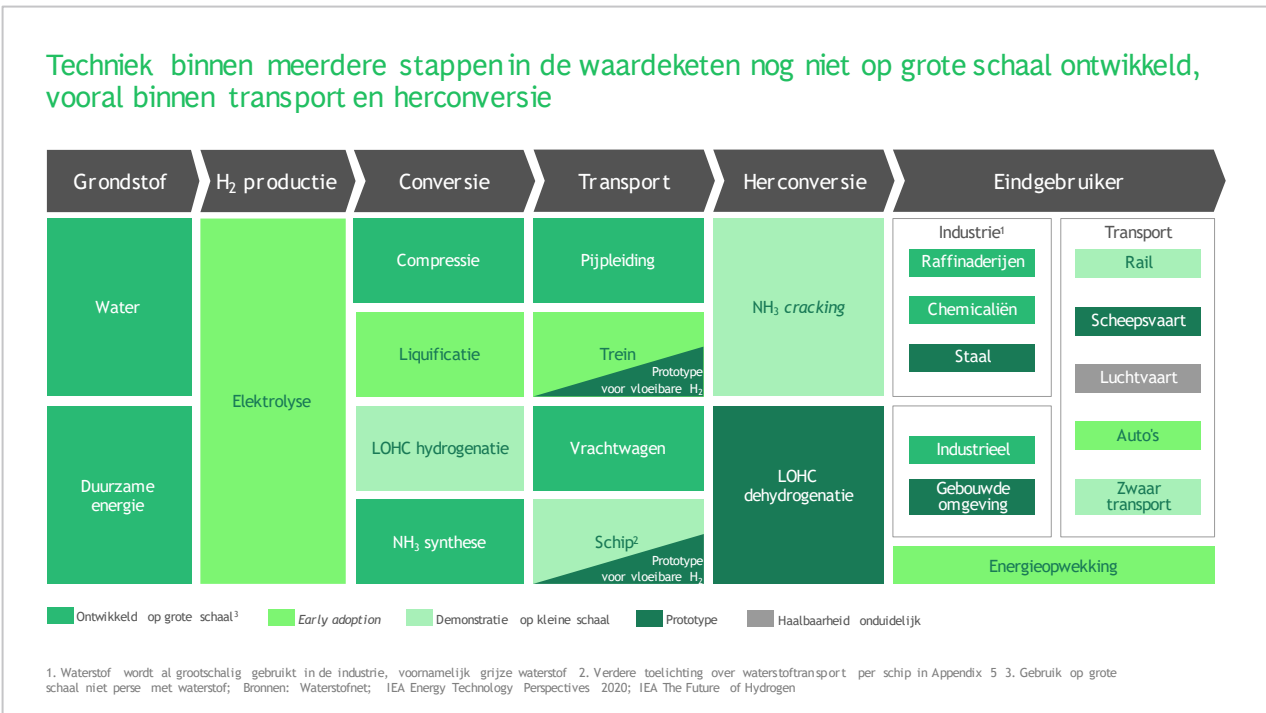 Techniek binnen meerdere stappen in de waardeketen nog niet op grote schaal ontwikkeld,
vooral binnen transport en herconversie
Grondstof
H₂ productie
Conversie
Transport
Herconversie
Eindgebruiker
Water
Duurzame
energie
Elektrolyse
Compressie
Liquificatie
LOHC hydrogenatie
NH₃ synthese
Pijpleiding
Trein
Prototype
voor vloeibare H₂
Vrachtwagen
Schip²
Prototype
voor vloeibare H₂
NH₃ cracking
LOHC
dehydrogenatie
Industrie¹
Raffinaderijen
Chemicaliën
Staal
Industrieel
Gebouwde
omgeving
Transport
Rail
Scheepsvaart
Luchtvaart
Auto's
Zwaar
transport
Energieopwekking
Ontwikkeld op grote schaal³
Early adoption
Demonstratie op kleine schaal
Prototype
Haalbaarheid onduidelijk
1. Waterstof wordt al grootschalig gebruikt in de industrie, voornamelijk grijze waterstof 2. Verdere toelichting over waterstoftransport per schip in Appendix 5 3. Gebruik op grote
schaal niet perse met waterstof; Bronnen: Waterstofnet; IEA Energy Technology Perspectives 2020; IEA The Future of Hydrogen